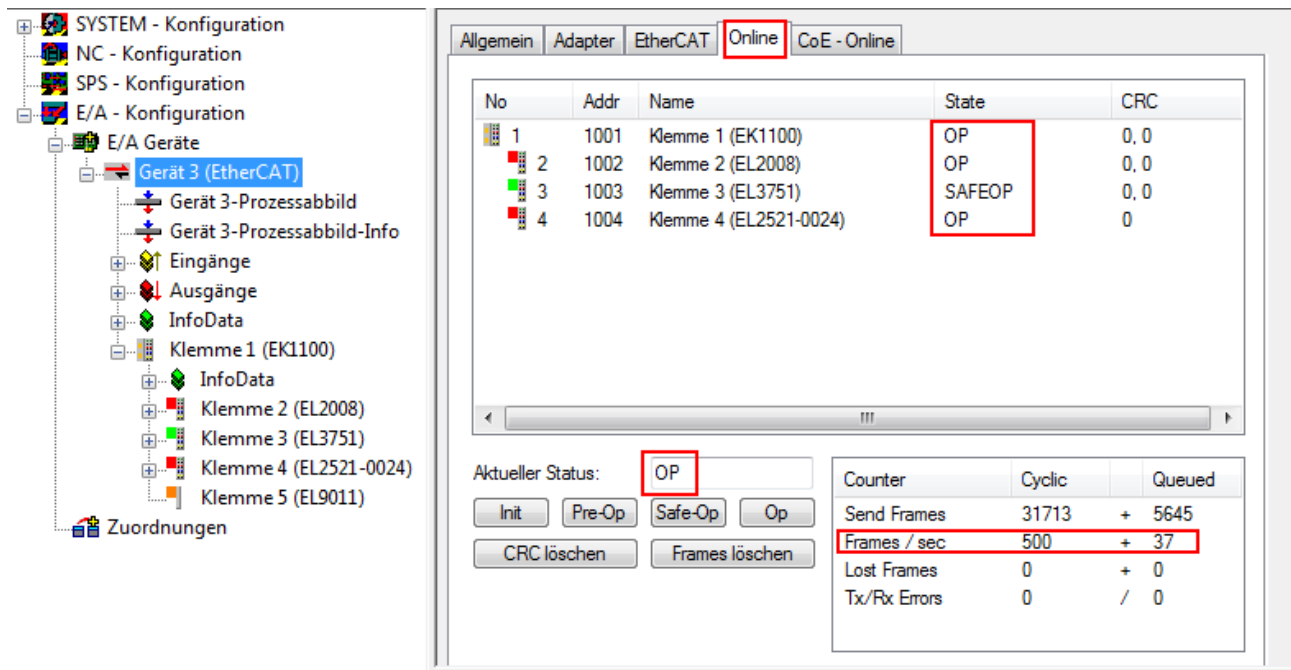 SYSTEM - Konfiguration
NC - Konfiguration
SPS - Konfiguration
E/A - Konfiguration
E/A Geräte
Gerät 3 (EtherCAT)
Gerät 3-Prozessabbild
Gerät 3-Prozessabbild-Info
Eingänge
Ausgänge
InfoData
Klemme 1 (EK1100)
InfoData
Klemme 2 (EL2008)
Klemme 3 (EL3751)
Klemme 4 (EL2521-0024)
Klemme 5 (EL9011)
Zuordnungen
Allgemein Adapter EtherCAT Online CoE - Online
No Addr Name State CRC
1 1001 Klemme 1 (EK1100) OP 0, 0
2 1002 Klemme 2 (EL2008) OP 0, 0
3 1003 Klemme 3 (EL3751) SAFEOP 0, 0
4 1004 Klemme 4 (EL2521-0024) OP 0
Aktueller Status: OP
Init Pre-Op Safe-Op Op
CRC löschen Frames löschen
Counter Cyclic Queued
Send Frames 31713 + 5645
Frames / sec 500 + 37
Lost Frames 0 + 0
Tx/Rx Errors 0 / 0